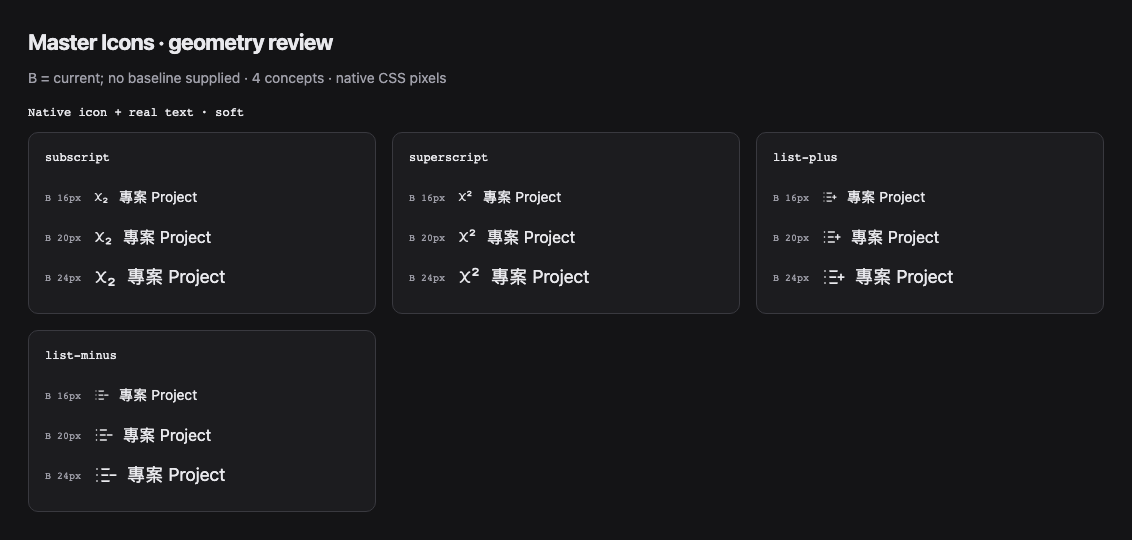 Master Icons · geometry review
B = current; no baseline supplied · 4 concepts · native CSS pixels
Native icon + real text · soft
subscript
B 16px x₂ 專案 Project
B 20px x₂ 專案 Project
B 24px x₂ 專案 Project
superscript
B 16px x² 專案 Project
B 20px x² 專案 Project
B 24px x² 專案 Project
list-plus
B 16px 專案 Project
B 20px 專案 Project
B 24px 專案 Project
list-minus
B 16px 專案 Project
B 20px 專案 Project
B 24px 專案 Project